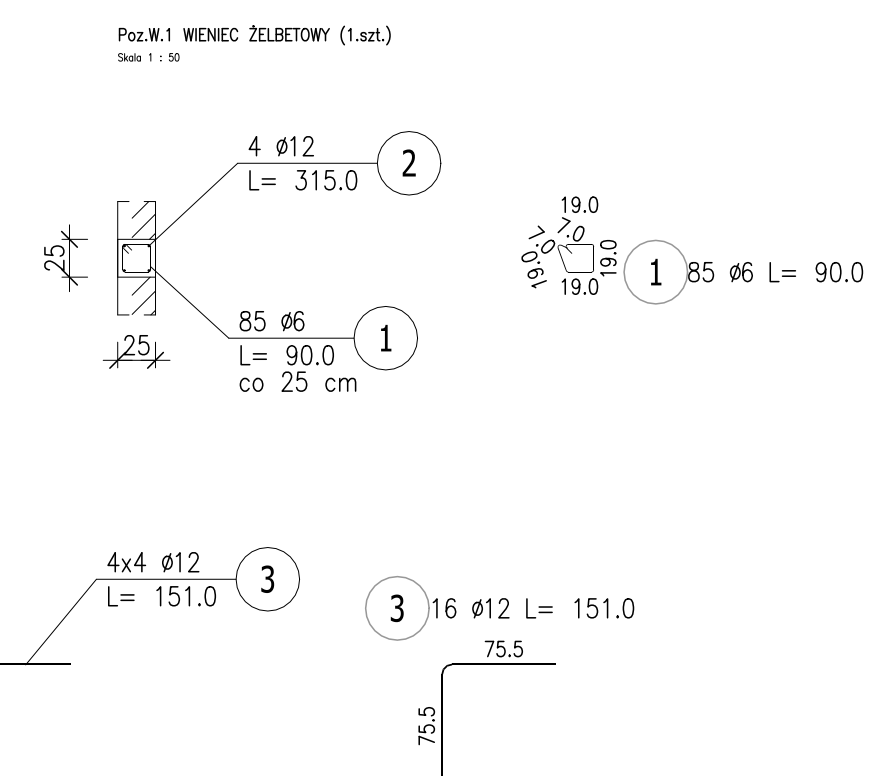 Poz.W.1 WIENIEC ŻELBETOWY (1.szt.)
Skala 1 : 50
4 ø12
2
L= 315.0
25
25
85 ø6
1
L= 90.0
co 25 cm
19.0
7.0
7.0
19.0
19.0
19.0
1
85 ø6 L= 90.0
4x4 ø12
3
L= 151.0
3
16 ø12 L= 151.0
75.5
75.5